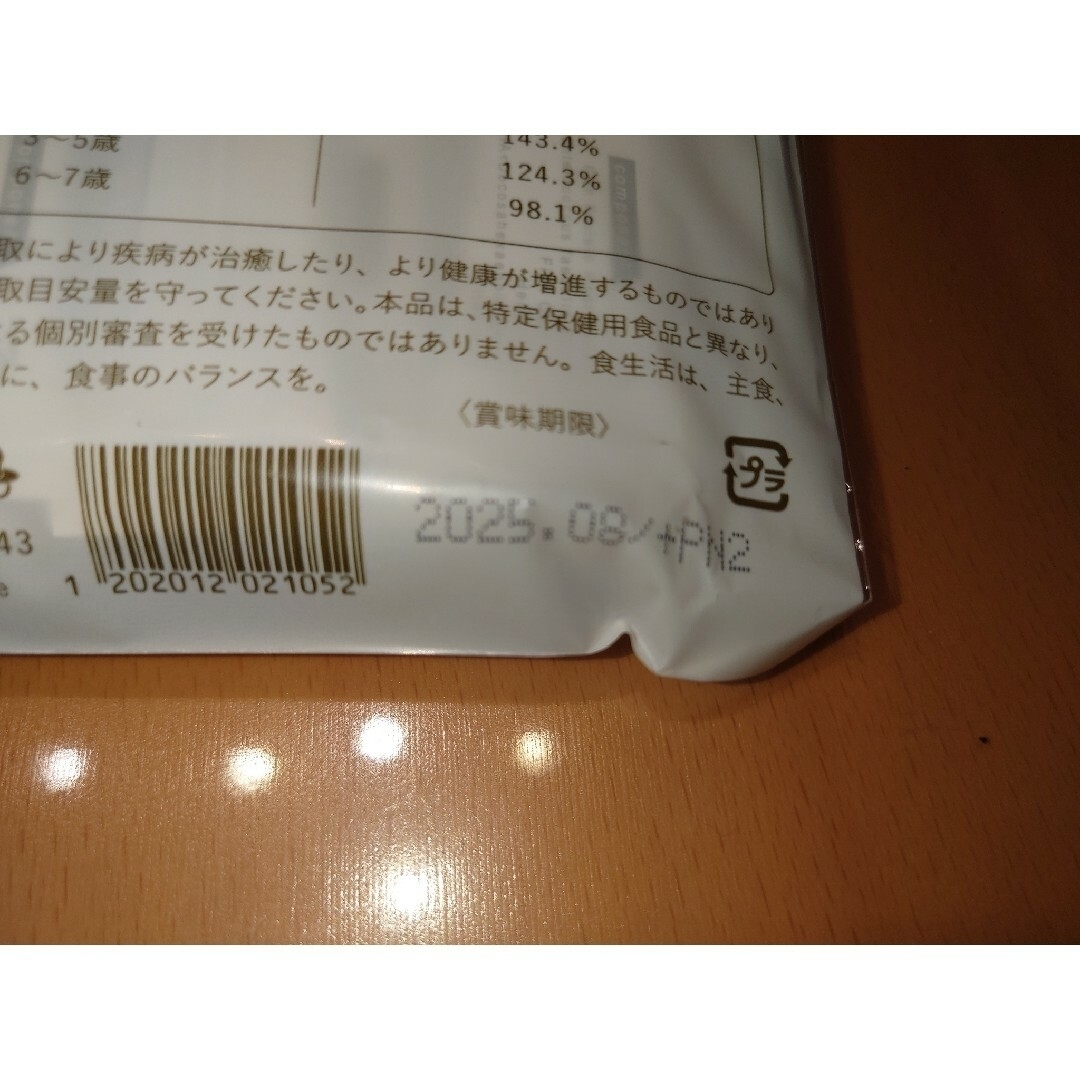 3〜5歳
143.4%
6〜7歳
124.3%
98.1%
取により疾病が治癒したり、より健康が増進するものではあり
取目安量を守ってください。本品は、特定保健用食品と異なり、
る個別審査を受けたものではありません。食生活は、主食、
に、食事のバランスを。
〈賞味期限〉
プラ
2025.08/+PN2
43
e
1 202012 021052